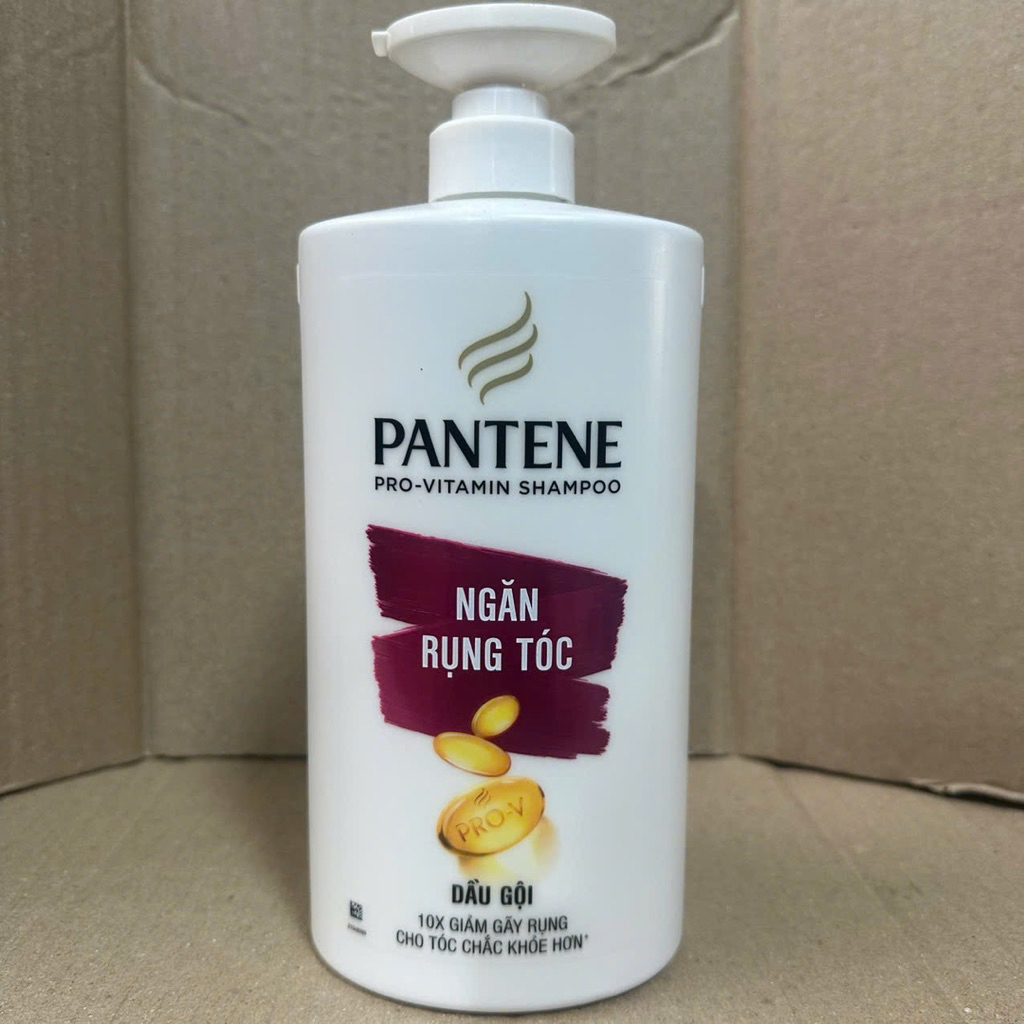 PANTENE
PRO-VITAMIN SHAMPOO
NGĂN
RỤNG TÓC
PRO-V
DẦU GỘI
10X GIẢM GÃY RỤNG
CHO TÓC CHẮC KHỎE HƠN*